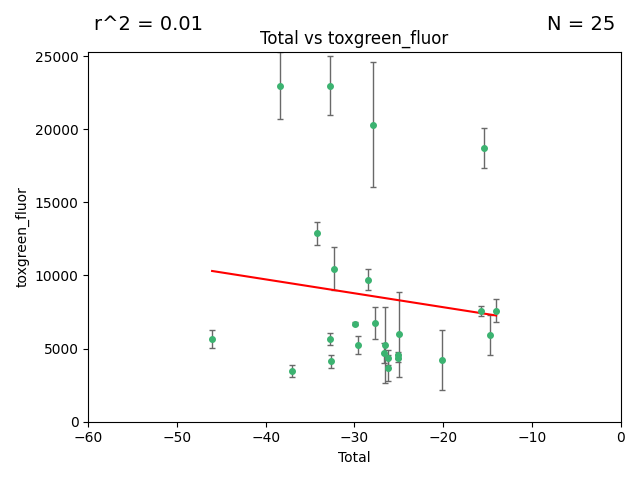 r^2 = 0.01
N = 25
Total vs toxgreen_fluor
25000
20000
15000
10000
5000
0
toxgreen_fluor
−60
−50
−40
−30
−20
−10
0
Total